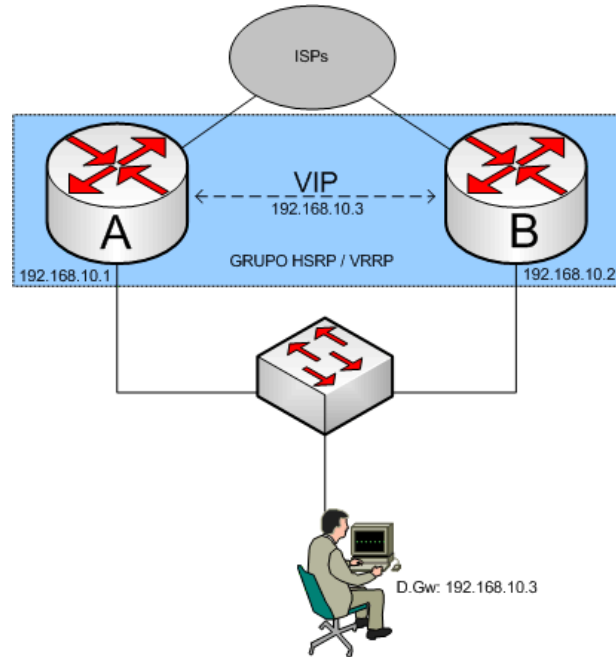 ISPs
VIP
192.168.10.3
A
B
GRUPO HSRP / VRRP
192.168.10.1
192.168.10.2
D.Gw: 192.168.10.3